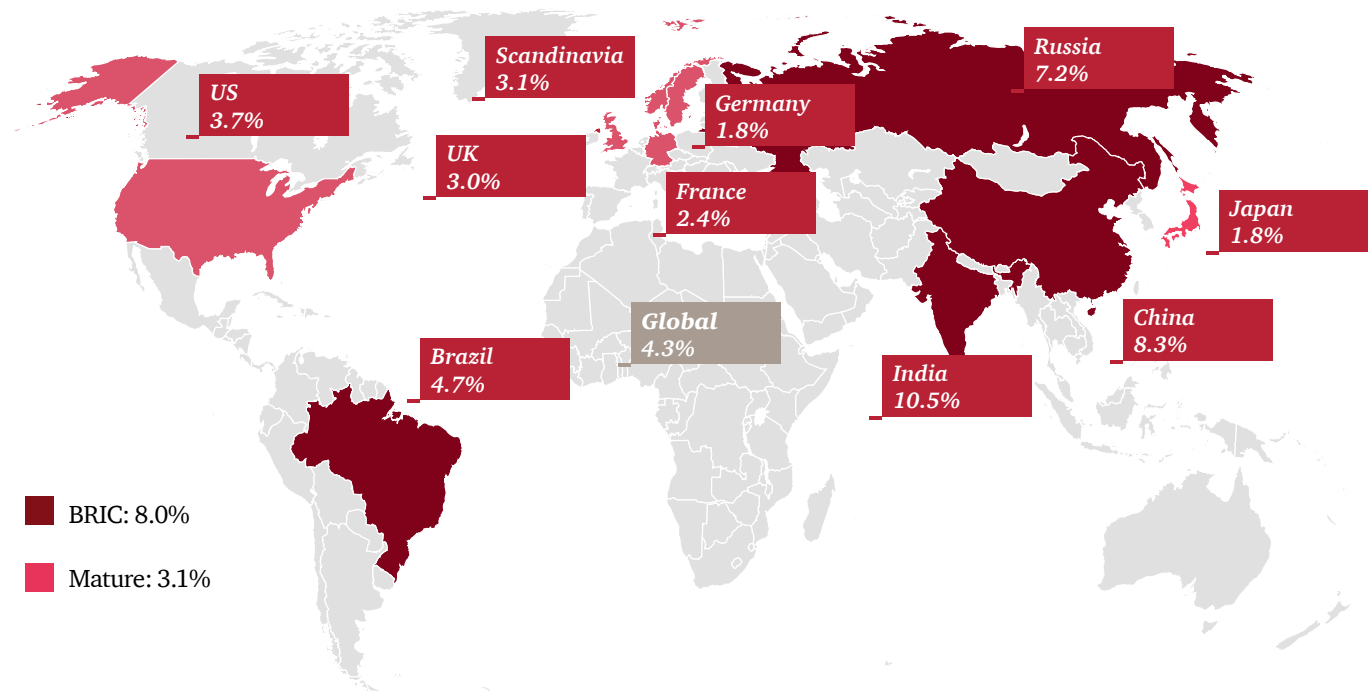 Scandinavia
3.1%
Russia
7.2%
US
3.7%
Germany
1.8%
UK
3.0%
France
2.4%
Japan
1.8%
Global
4.3%
China
8.3%
Brazil
4.7%
India
10.5%
BRIC: 8.0%
Mature: 3.1%